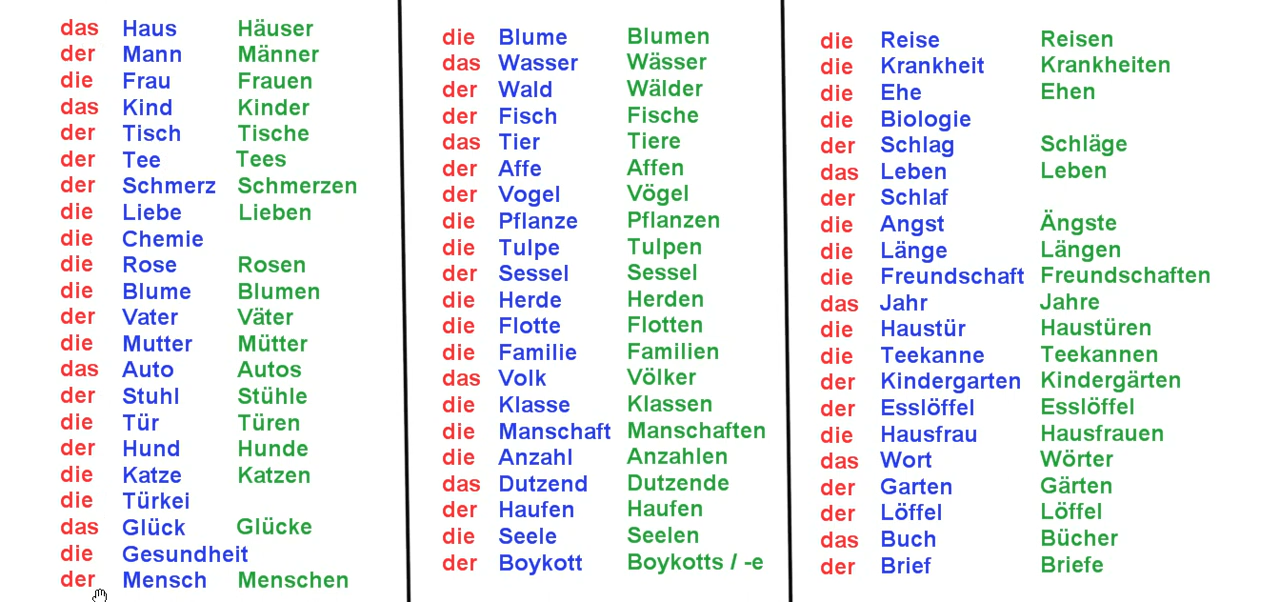 das Haus Häuser
der Mann Männer
die Frau Frauen
das Kind Kinder
der Tisch Tische
der Tee Tees
der Schmerz Schmerzen
die Liebe Lieben
die Chemie
die Rose Rosen
die Blume Blumen
der Vater Väter
die Mutter Mütter
das Auto Autos
der Stuhl Stühle
die Tür Türen
der Hund Hunde
die Katze Katzen
die Türkei
das Glück Glücke
die Gesundheit
der Mensch Menschen
die Blume Blumen
das Wasser Wässer
der Wald Wälder
der Fisch Fische
das Tier Tiere
der Affe Affen
der Vogel Vögel
die Pflanze Pflanzen
die Tulpe Tulpen
der Sessel Sessel
die Herde Herden
die Flotte Flotten
die Familie Familien
das Volk Völker
die Klasse Klassen
die Manschaft Manschaften
die Anzahl Anzahlen
das Dutzend Dutzende
der Haufen Haufen
die Seele Seelen
der Boykott Boykotts / -e
die Reise Reisen
die Krankheit Krankheiten
die Ehe Ehen
die Biologie
der Schlag Schläge
das Leben Leben
der Schlaf
die Angst Ängste
die Länge Längen
die Freundschaft Freundschaften
das Jahr Jahre
die Haustür Haustüren
die Teekanne Teekannen
der Kindergarten Kindergärten
der Esslöffel Esslöffel
die Hausfrau Hausfrauen
das Wort Wörter
der Garten Gärten
der Löffel Löffel
das Buch Bücher
der Brief Briefe